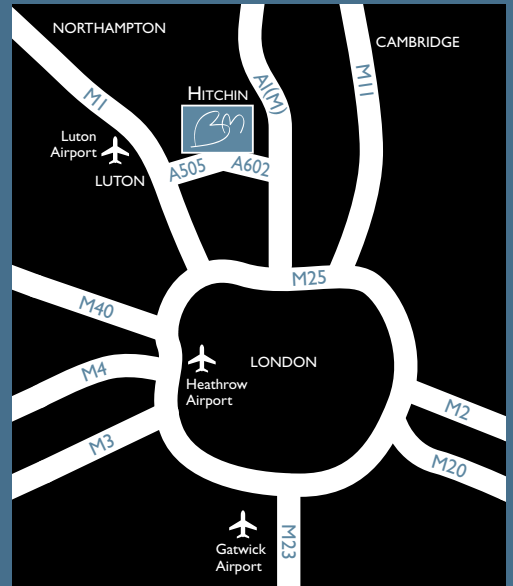 NORTHAMPTON
CAMBRIDGE
M1
A1(M)
M11
HITCHIN
Luton
Airport
LUTON
A505
A602
M25
M40
M4
LONDON
Heathrow
Airport
M3
M2
M20
Gatwick
Airport
M23